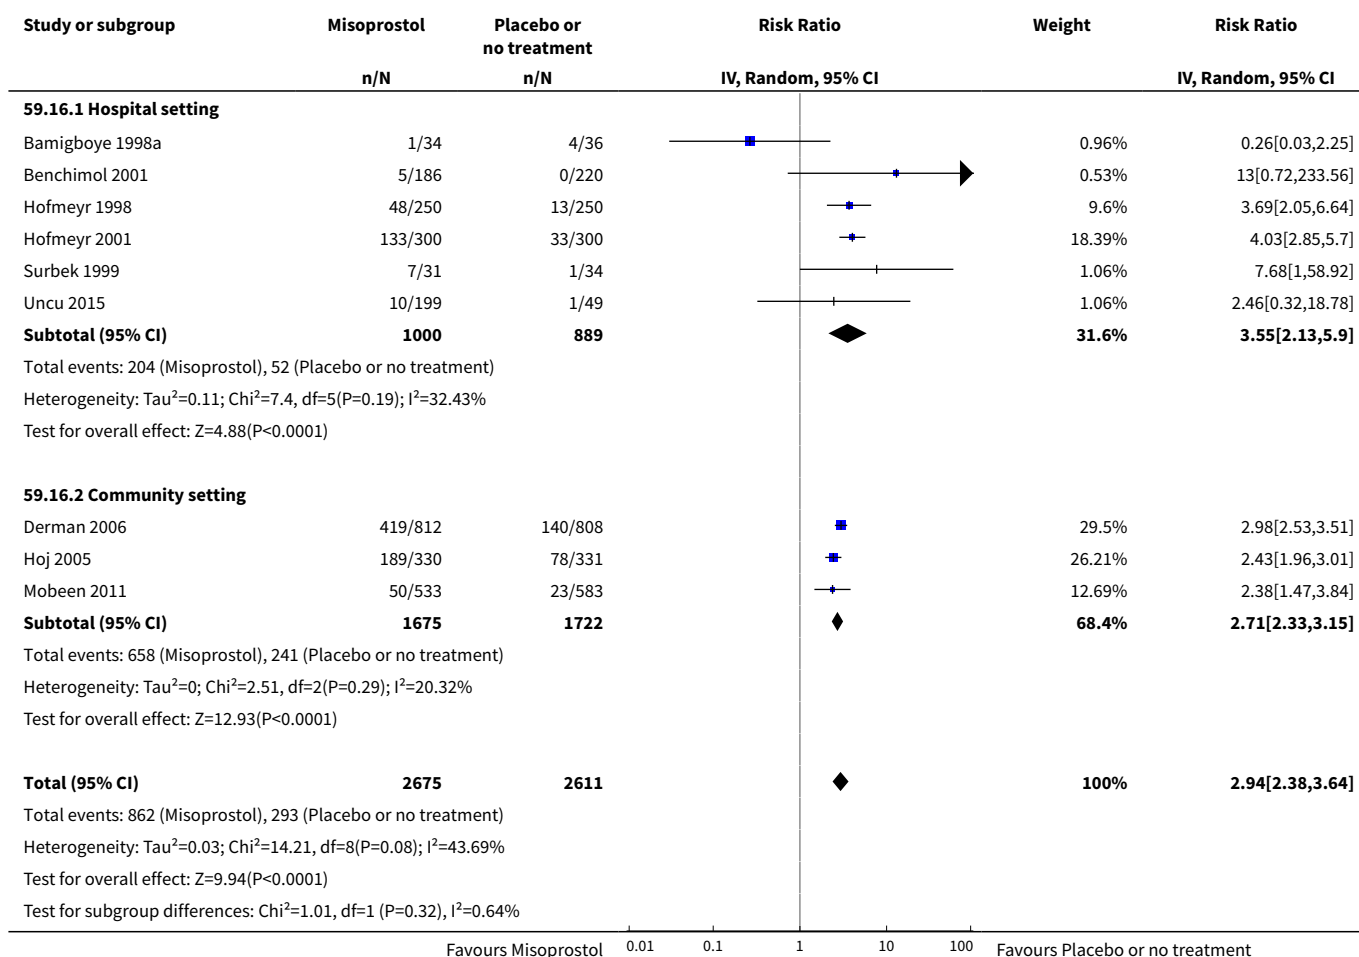 Study or subgroup Misoprostol Placebo or no treatment Risk Ratio Weight Risk Ratio
n/N n/N IV, Random, 95% CI IV, Random, 95% CI
59.16.1 Hospital setting
Bamigboye 1998a 1/34 4/36 0.96% 0.26[0.03,2.25]
Benchimol 2001 5/186 0/220 0.53% 13[0.72,233.56]
Hofmeyr 1998 48/250 13/250 9.6% 3.69[2.05,6.64]
Hofmeyr 2001 133/300 33/300 18.39% 4.03[2.85,5.7]
Surbek 1999 7/31 1/34 1.06% 7.68[1,58.92]
Uncu 2015 10/199 1/49 1.06% 2.46[0.32,18.78]
Subtotal (95% CI) 1000 889 31.6% 3.55[2.13,5.9]
Total events: 204 (Misoprostol), 52 (Placebo or no treatment)
Heterogeneity: Tau²=0.11; Chi²=7.4, df=5(P=0.19); I²=32.43%
Test for overall effect: Z=4.88(P<0.0001)
59.16.2 Community setting
Derman 2006 419/812 140/808 29.5% 2.98[2.53,3.51]
Hoj 2005 189/330 78/331 26.21% 2.43[1.96,3.01]
Mobeen 2011 50/533 23/583 12.69% 2.38[1.47,3.84]
Subtotal (95% CI) 1675 1722 68.4% 2.71[2.33,3.15]
Total events: 658 (Misoprostol), 241 (Placebo or no treatment)
Heterogeneity: Tau²=0; Chi²=2.51, df=2(P=0.29); I²=20.32%
Test for overall effect: Z=12.93(P<0.0001)
Total (95% CI) 2675 2611 100% 2.94[2.38,3.64]
Total events: 862 (Misoprostol), 293 (Placebo or no treatment)
Heterogeneity: Tau²=0.03; Chi²=14.21, df=8(P=0.08); I²=43.69%
Test for overall effect: Z=9.94(P<0.0001)
Test for subgroup differences: Chi²=1.01, df=1 (P=0.32), I²=0.64%
Favours Misoprostol 0.01 0.1 1 10 100 Favours Placebo or no treatment